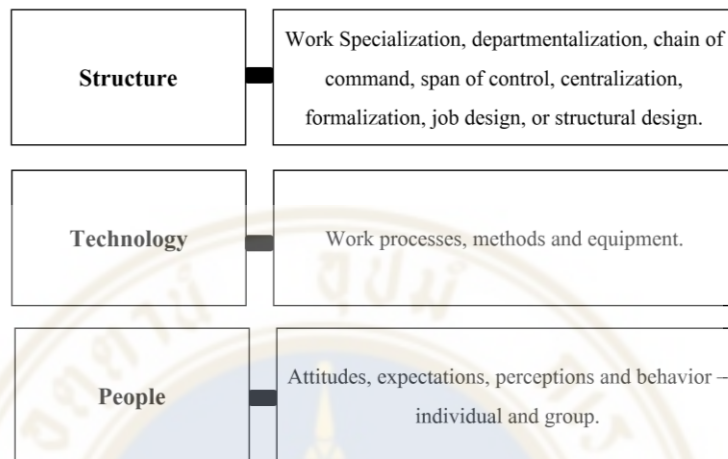 Structure
Work Specialization, departmentalization, chain of
command, span of control, centralization,
formalization, job design, or structural design.
Technology
Work processes, methods and equipment.
People
Attitudes, expectations, perceptions and behavior –
individual and group.